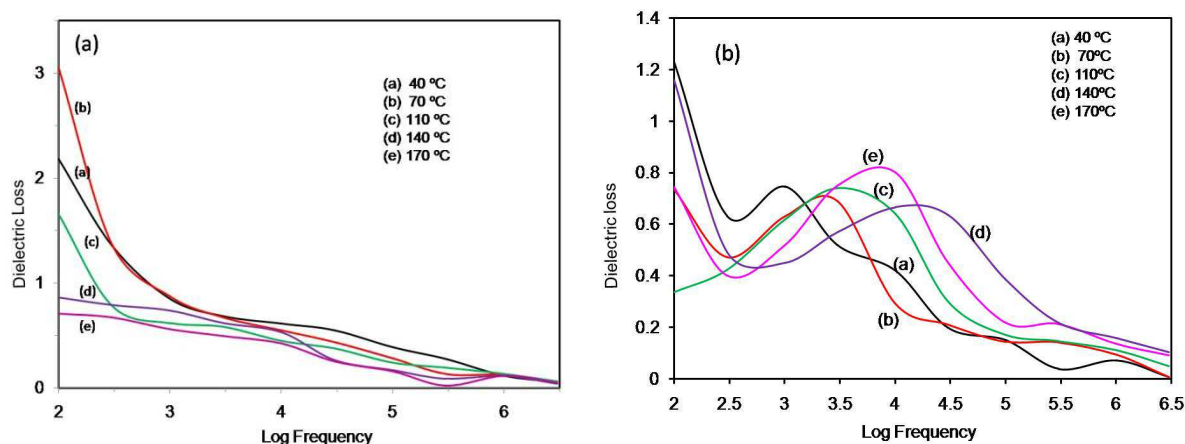 (a)
(a) 40 ºC
(b) 70 ºC
(c) 110 ºC
(d) 140 ºC
(e) 170 ºC
(b)
(a)
(c)
(d)
(e)
3
2
1
0
2
3
4
5
6
Dielectric Loss
Log Frequency
(b)
(a) 40 ºC
(b) 70ºC
(c) 110ºC
(d) 140ºC
(e) 170ºC
(e)
(c)
(d)
(a)
(b)
1.4
1.2
1
0.8
0.6
0.4
0.2
0
2
2.5
3
3.5
4
4.5
5
5.5
6
6.5
Dielectric loss
Log Frequency